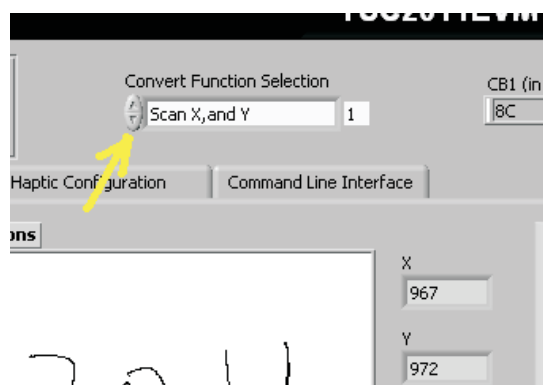 Convert Function Selection
CB1 (in
Scan X,and Y
1
8C
Haptic Configuration
Command Line Interface
ons
X
967
Y
972